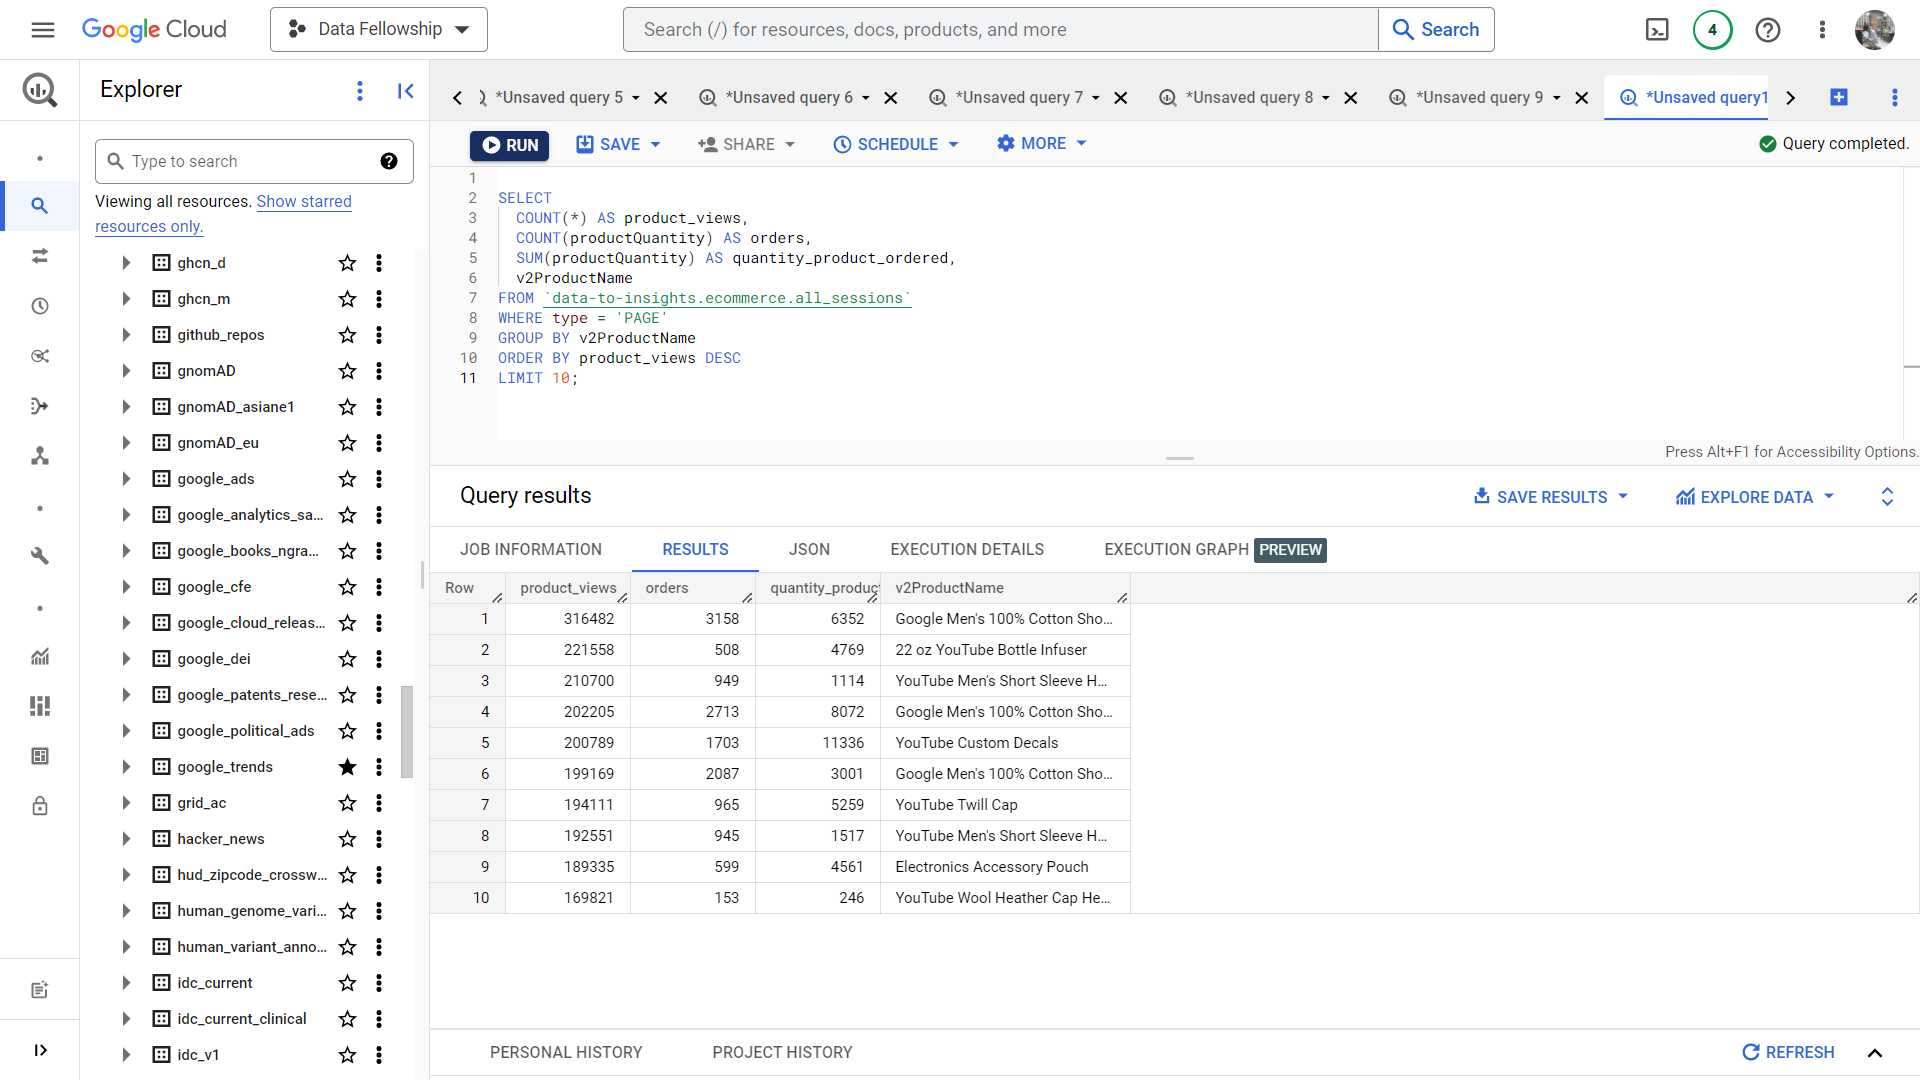 Google Cloud
Data Fellowship
Search (/) for resources, docs, products, and more
Search
4
Explorer
*Unsaved query 5
*Unsaved query 6
*Unsaved query 7
*Unsaved query 8
*Unsaved query 9
*Unsaved query1
RUN
SAVE
SHARE
SCHEDULE
MORE
Query completed.
Type to search
Viewing all resources. Show starred
resources only.
ghcn_d
ghcn_m
github_repos
gnomAD
gnomAD_asiane1
gnomAD_eu
google_ads
google_analytics_sa...
google_books_ngra...
google_cfe
google_cloud_releas...
google_dei
google_patents_rese...
google_political_ads
google_trends
grid_ac
hacker_news
hud_zipcode_crossw...
human_genome_vari...
human_variant_anno...
idc_current
idc_current_clinical
idc_v1
1
2 SELECT
3 COUNT(*) AS product_views,
4 COUNT(productQuantity) AS orders,
5 SUM(productQuantity) AS quantity_product_ordered,
6 v2ProductName
7 FROM `data-to-insights.ecommerce.all_sessions`
8 WHERE type = 'PAGE'
9 GROUP BY v2ProductName
10 ORDER BY product_views DESC
11 LIMIT 10;
Press Alt+F1 for Accessibility Options.
Query results
SAVE RESULTS
EXPLORE DATA
JOB INFORMATION
RESULTS
JSON
EXECUTION DETAILS
EXECUTION GRAPH PREVIEW
Row product_views orders quantity_product v2ProductName
1 316482 3158 6352 Google Men's 100% Cotton Sho...
2 221558 508 4769 22 oz YouTube Bottle Infuser
3 210700 949 1114 YouTube Men's Short Sleeve H...
4 202205 2713 8072 Google Men's 100% Cotton Sho...
5 200789 1703 11336 YouTube Custom Decals
6 199169 2087 3001 Google Men's 100% Cotton Sho...
7 194111 965 5259 YouTube Twill Cap
8 192551 945 1517 YouTube Men's Short Sleeve H...
9 189335 599 4561 Electronics Accessory Pouch
10 169821 153 246 YouTube Wool Heather Cap He...
PERSONAL HISTORY
PROJECT HISTORY
REFRESH